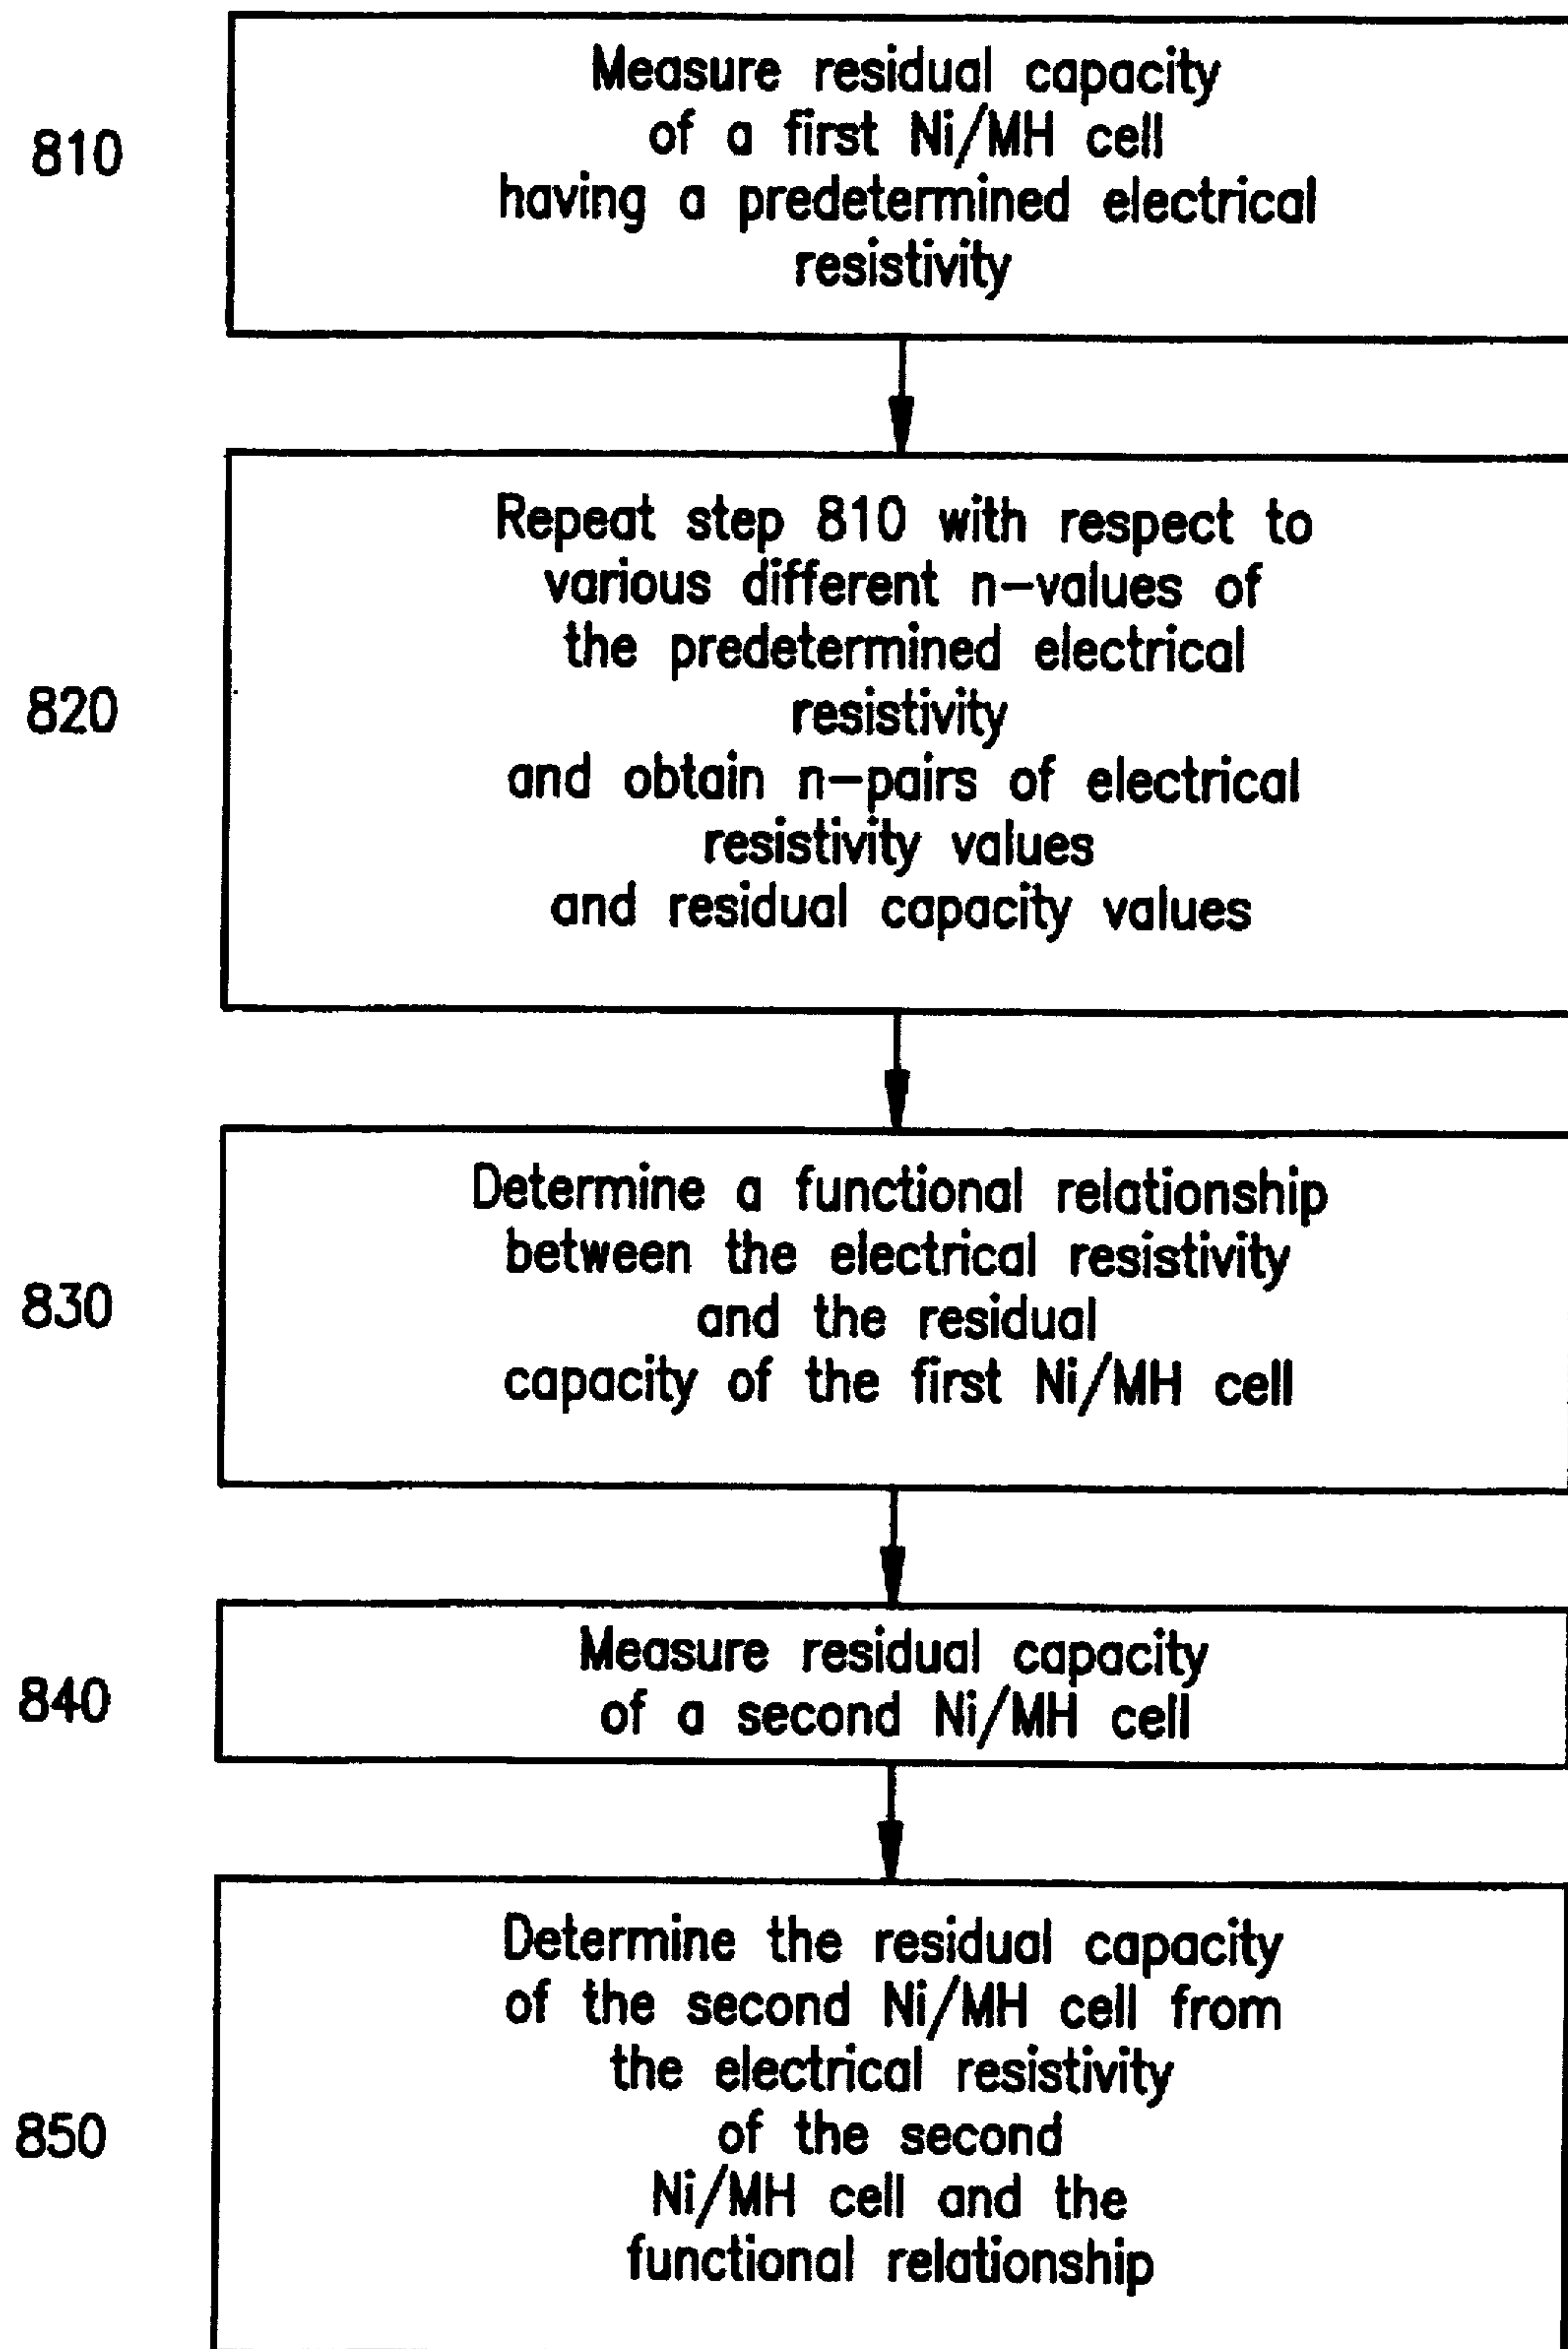 810
Measure residual capacity
of a first Ni/MH cell
having a predetermined electrical
resistivity
820
Repeat step 810 with respect to
various different n-values of
the predetermined electrical
resistivity
and obtain n-pairs of electrical
resistivity values
and residual capacity values
830
Determine a functional relationship
between the electrical resistivity
and the residual
capacity of the first Ni/MH cell
840
Measure residual capacity
of a second Ni/MH cell
850
Determine the residual capacity
of the second Ni/MH cell from
the electrical resistivity
of the second
Ni/MH cell and the
functional relationship